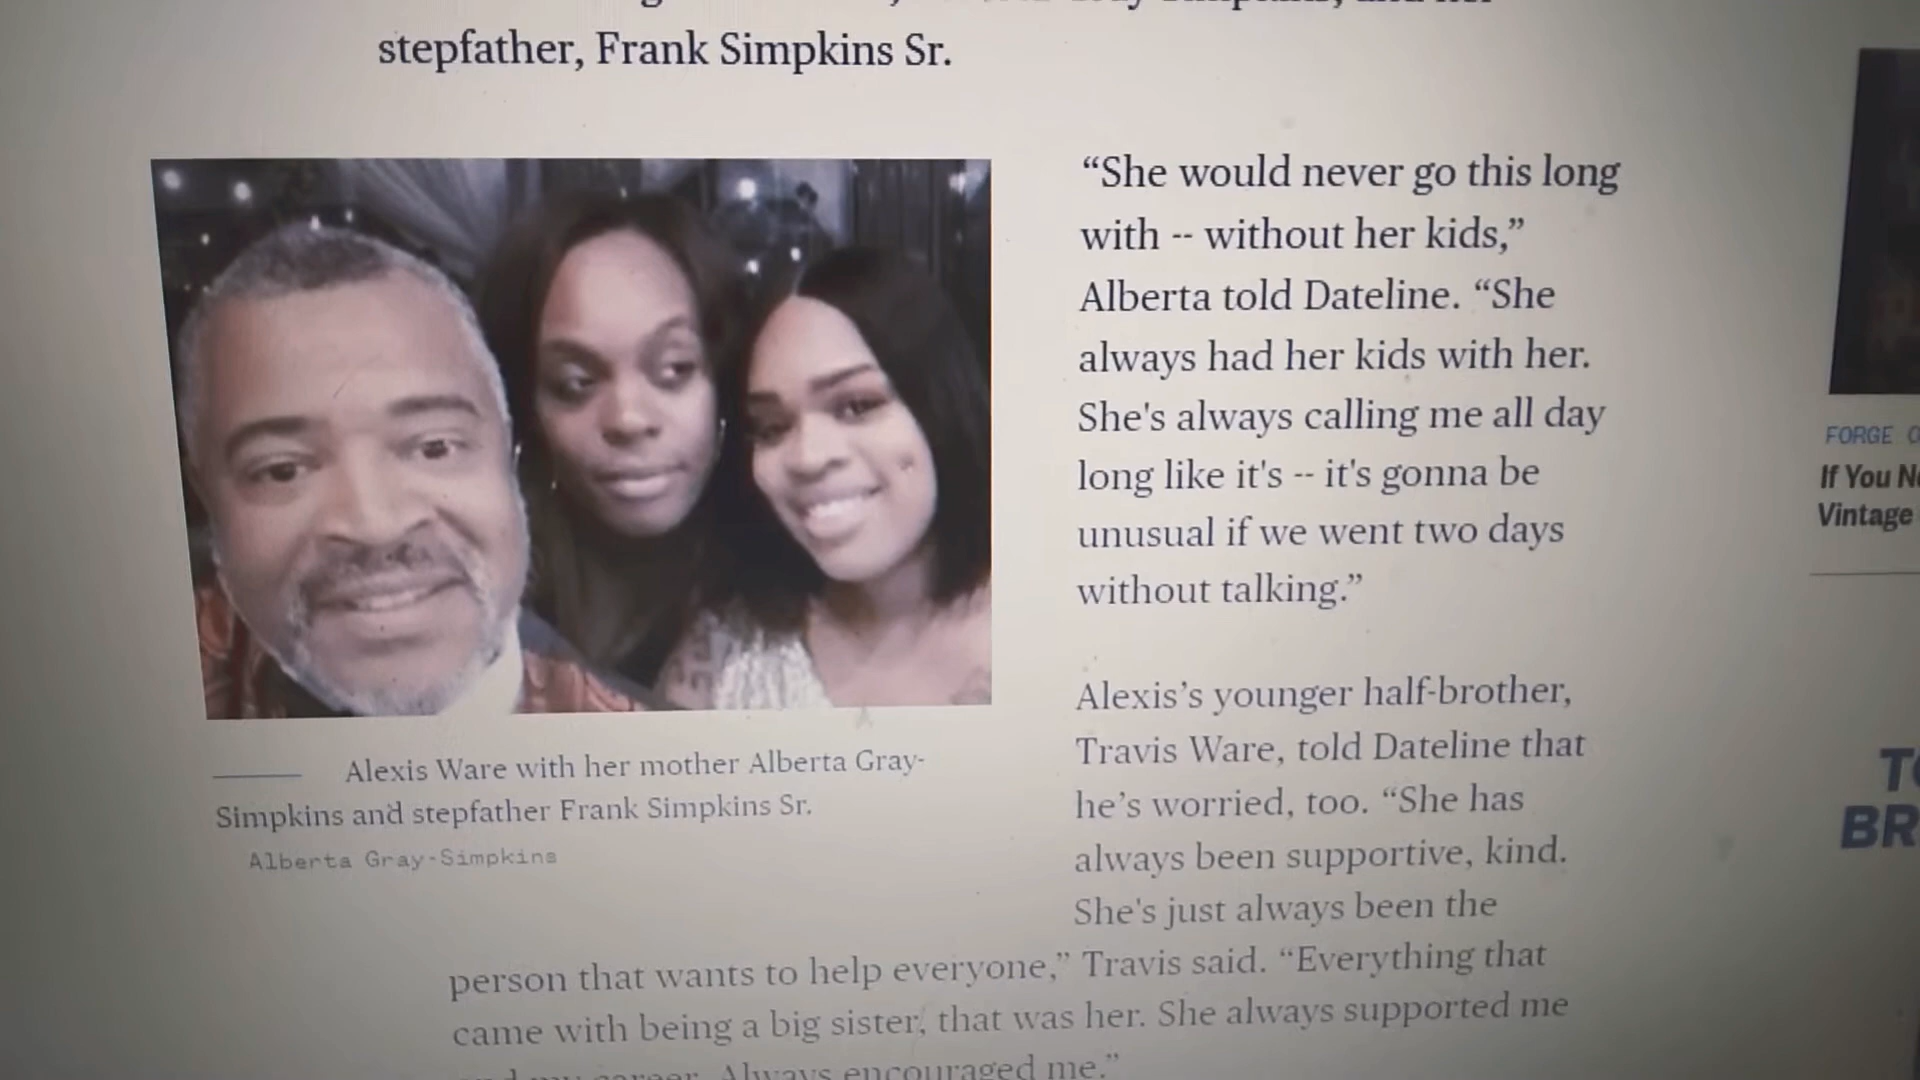 stepfather, Frank Simpkins Sr.
“She would never go this long
with -- without her kids,”
Alberta told Dateline. “She
always had her kids with her.
She's always calling me all day
long like it's -- it's gonna be
unusual if we went two days
without talking.”
Alexis Ware with her mother Alberta Gray-
Simpkins and stepfather Frank Simpkins Sr.
Alberta Gray-Simpkins
Alexis’s younger half-brother,
Travis Ware, told Dateline that
he’s worried, too. “She has
always been supportive, kind.
She's just always been the
person that wants to help everyone,” Travis said. “Everything that
came with being a big sister, that was her. She always supported me
career. Always encouraged me.”
FORGE
If You
Vintage